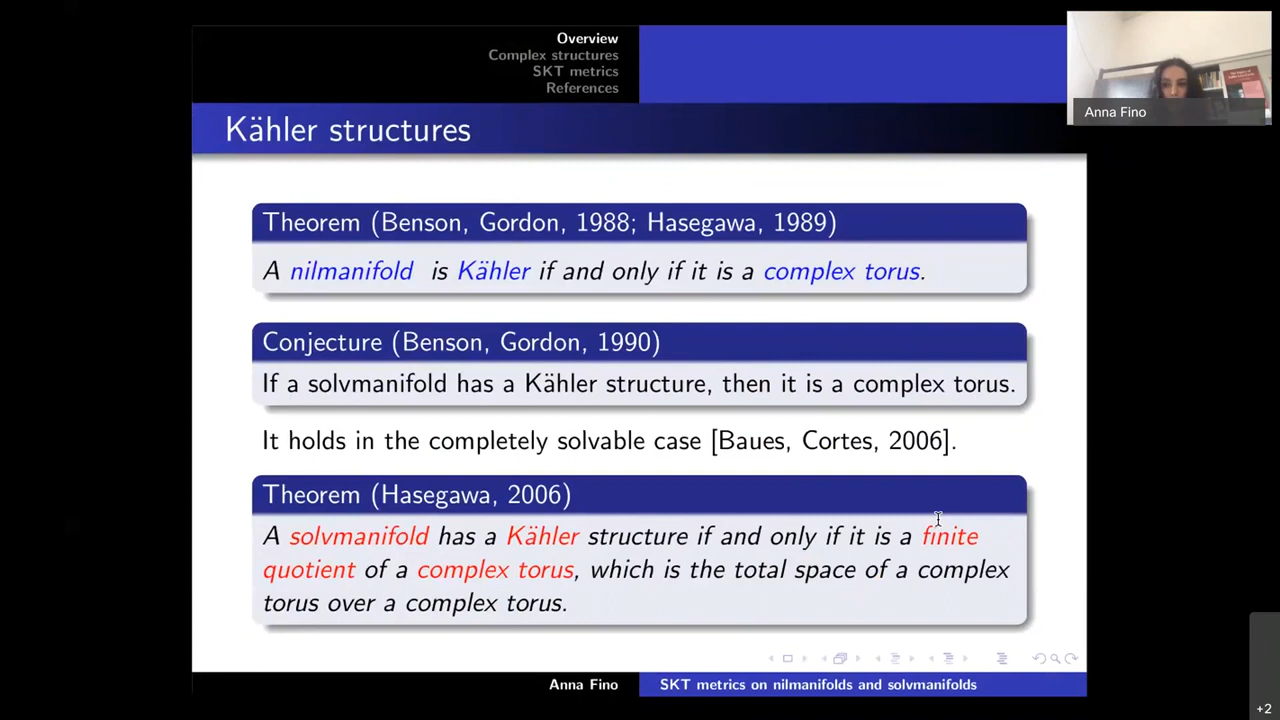 Overview
Complex structures
SKT metrics
References
Anna Fino
Kähler structures
Theorem (Benson, Gordon, 1988; Hasegawa, 1989)
A nilmanifold is Kähler if and only if it is a complex torus.
Conjecture (Benson, Gordon, 1990)
If a solvmanifold has a Kähler structure, then it is a complex torus.
It holds in the completely solvable case [Baues, Cortes, 2006].
Theorem (Hasegawa, 2006)
A solvmanifold has a Kähler structure if and only if it is a finite
quotient of a complex torus, which is the total space of a complex
torus over a complex torus.
Anna Fino
SKT metrics on nilmanifolds and solvmanifolds
+2